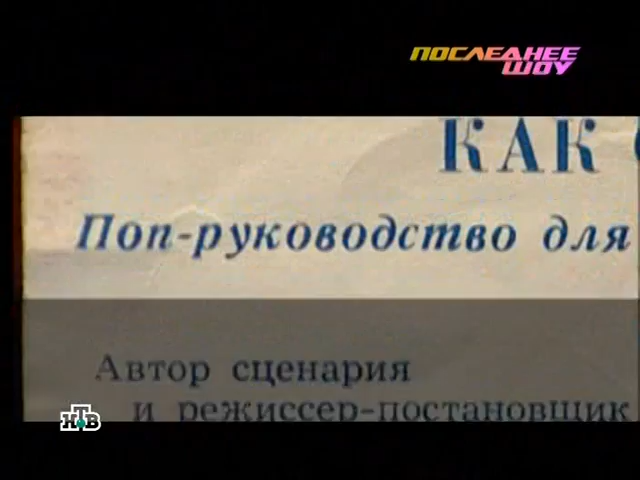 ПОСЛЕДНЕЕ
ШОУ
КАК
Поп-руководство для
Автор сценария
и режиссер-постановщик
НТВ